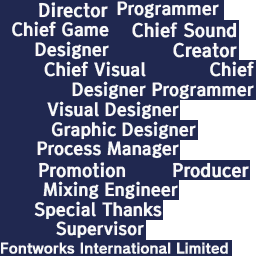 Director Programmer
Chief Game Chief Sound
Designer Creator
Chief Visual Chief
Designer Programmer
Visual Designer
Graphic Designer
Process Manager
Promotion Producer
Mixing Engineer
Special Thanks
Supervisor
Fontworks International Limited